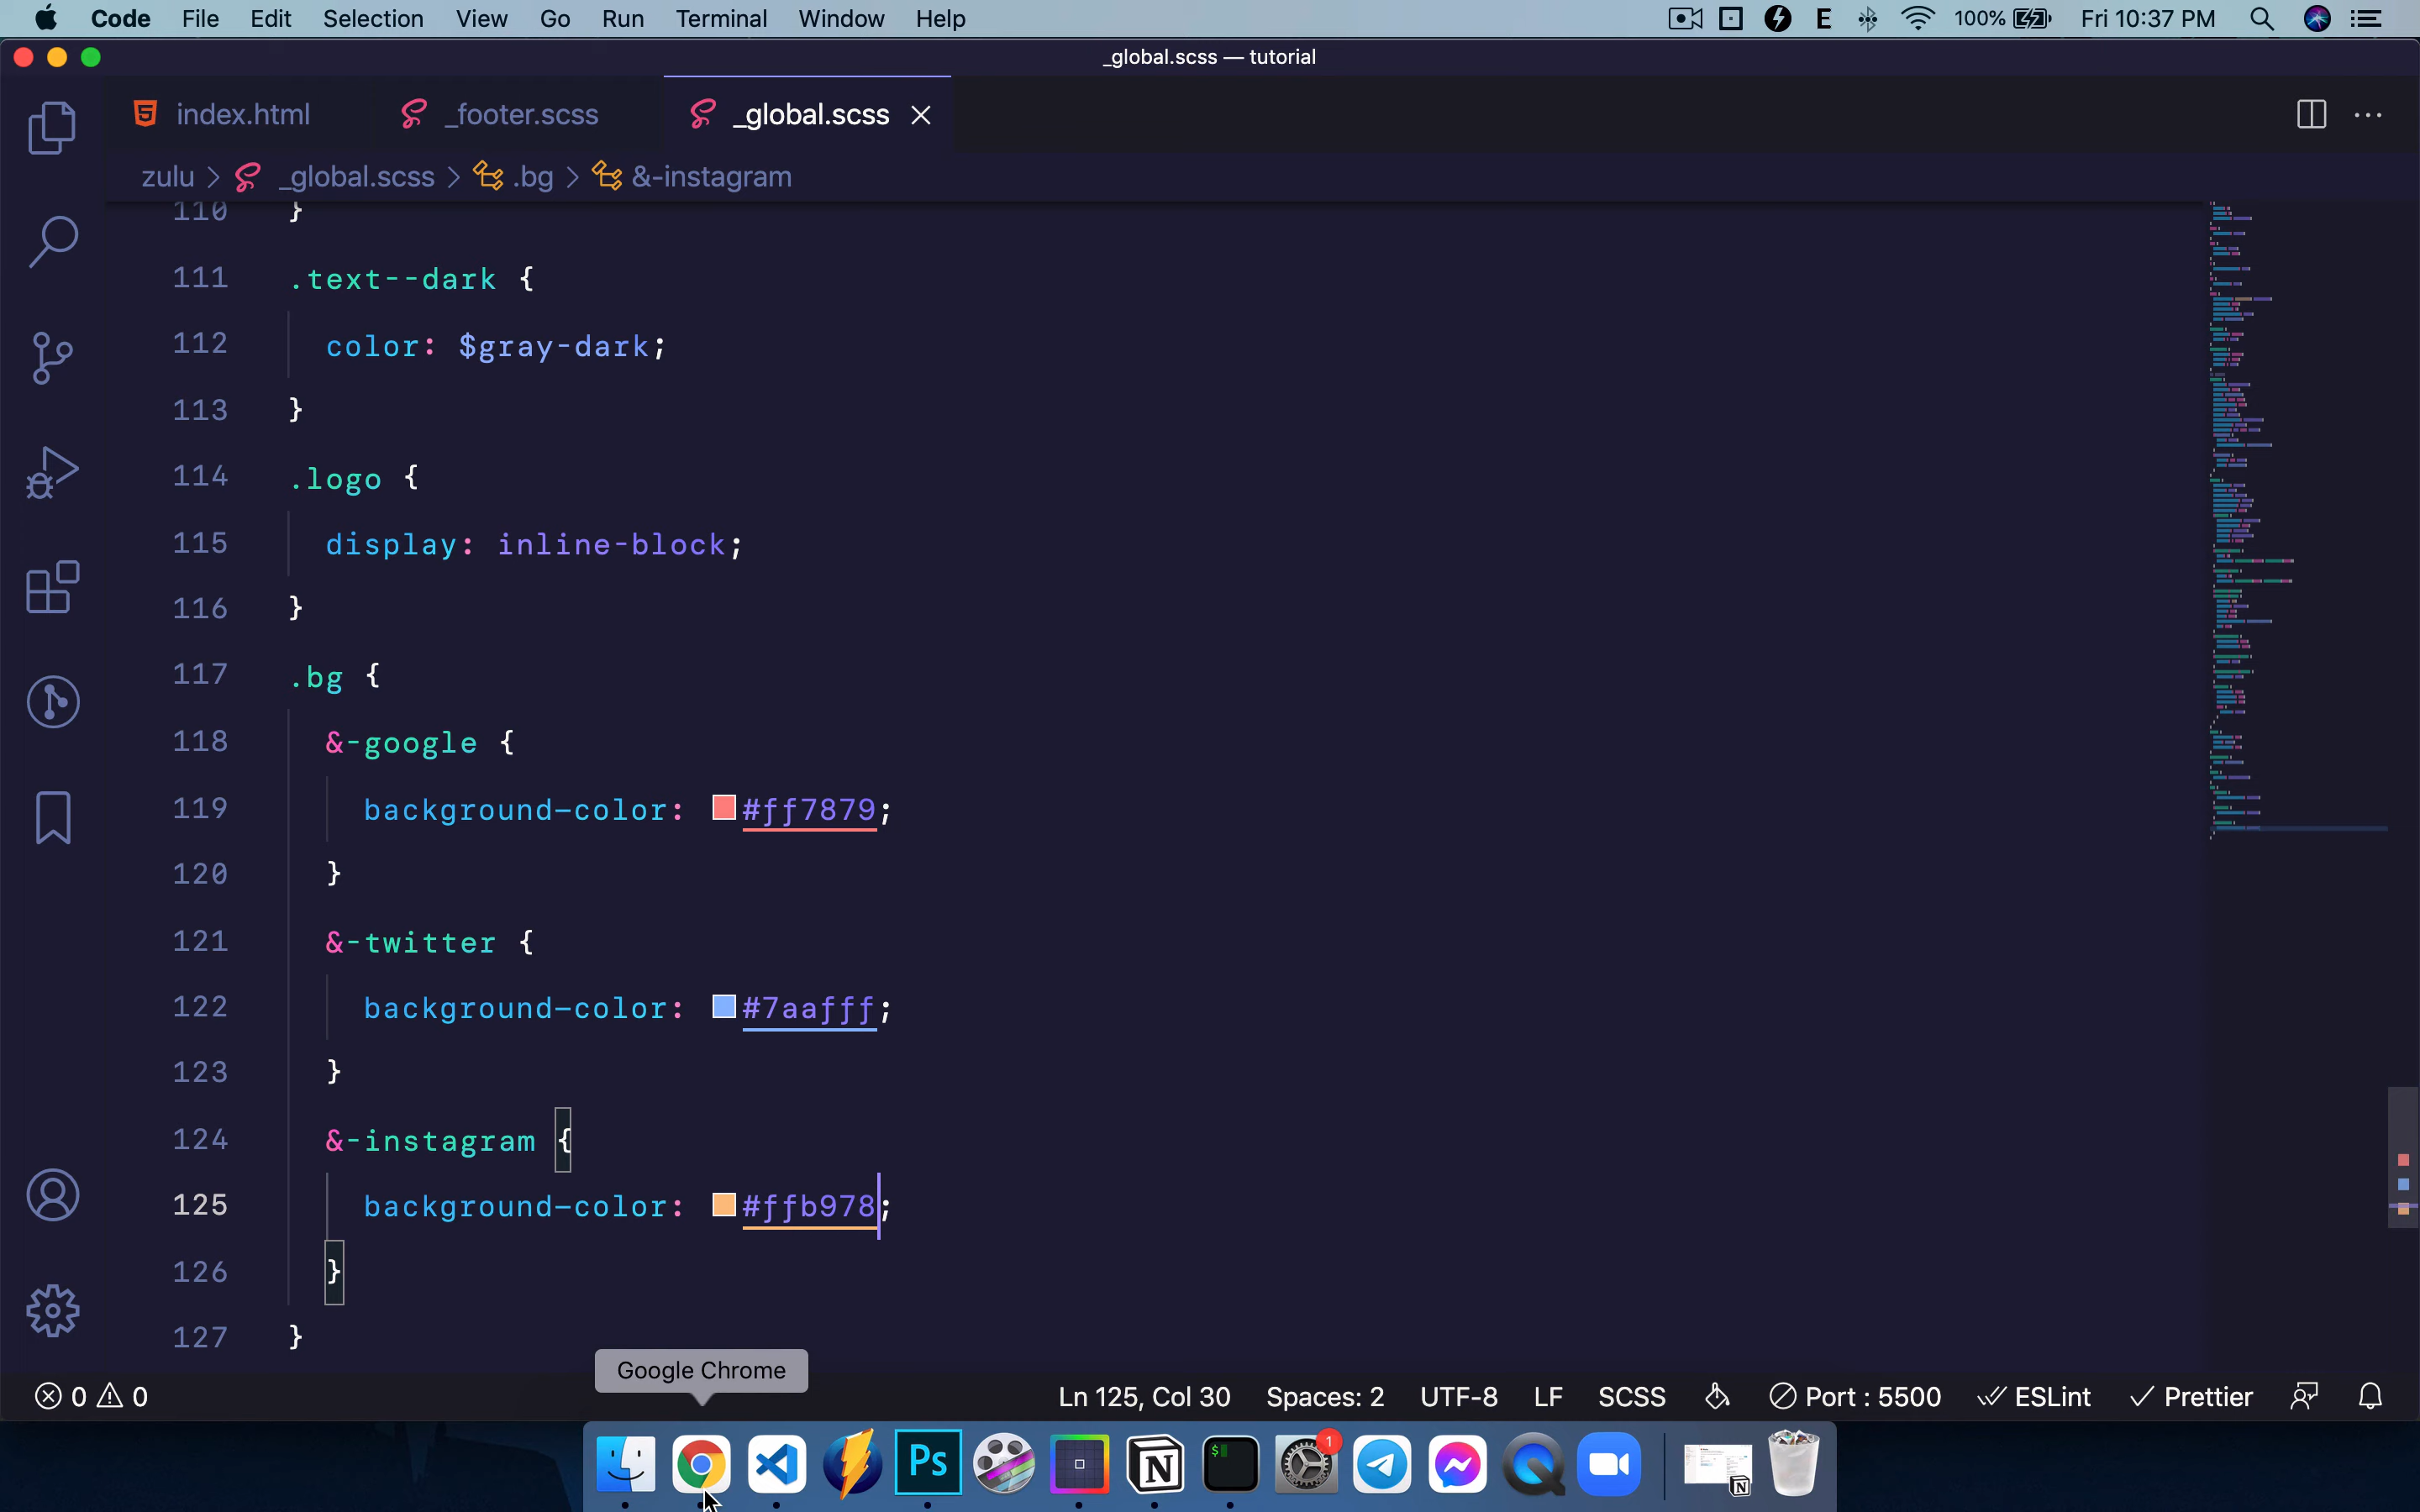 Code File Edit Selection View Go Run Terminal Window Help E 100% Fri 10:37 PM
_global.scss — tutorial
index.html _footer.scss _global.scss
zulu > _global.scss > .bg > &-instagram
110 }
111 .text--dark {
112 color: $gray-dark;
113 }
114 .logo {
115 display: inline-block;
116 }
117 .bg {
118 &-google {
119 background-color: #ff7879;
120 }
121 &-twitter {
122 background-color: #7aafff;
123 }
124 &-instagram {
125 background-color: #ffb978;
126 }
127 }
Google Chrome
0 0 Ln 125, Col 30 Spaces: 2 UTF-8 LF SCSS Port : 5500 ESLint Prettier
Ps N $ 1